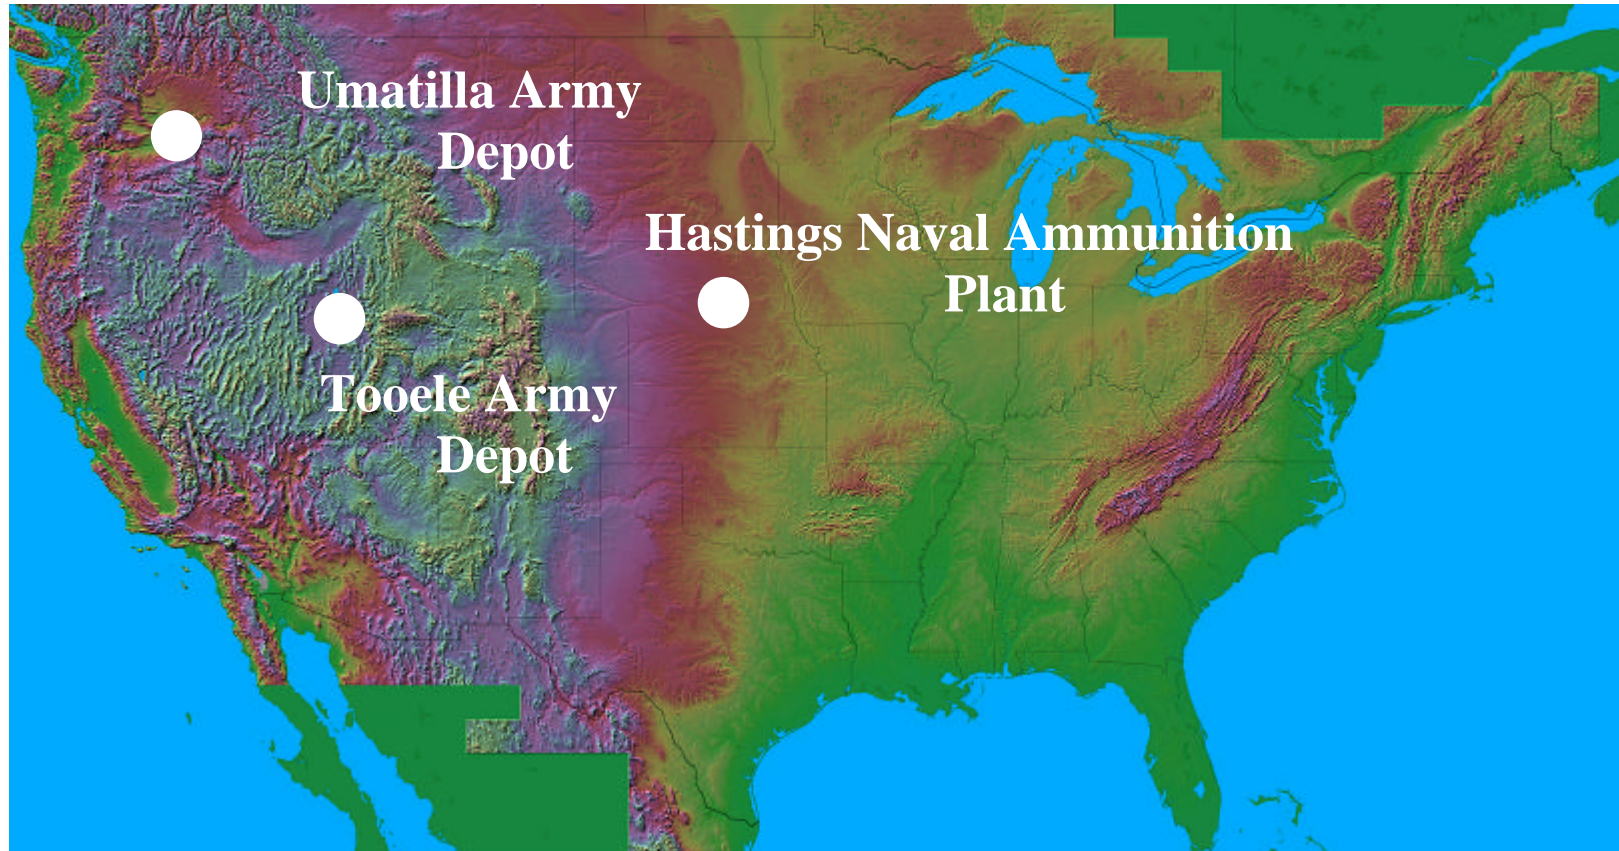 Umatilla Army
Depot
Hastings Naval Ammunition
Plant
Tooele Army
Depot